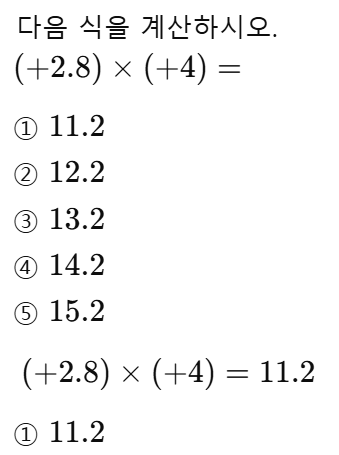 다음 식을 계산하시오.
(+2.8) × (+4) =
① 11.2
② 12.2
③ 13.2
④ 14.2
⑤ 15.2
(+2.8) × (+4) = 11.2
① 11.2